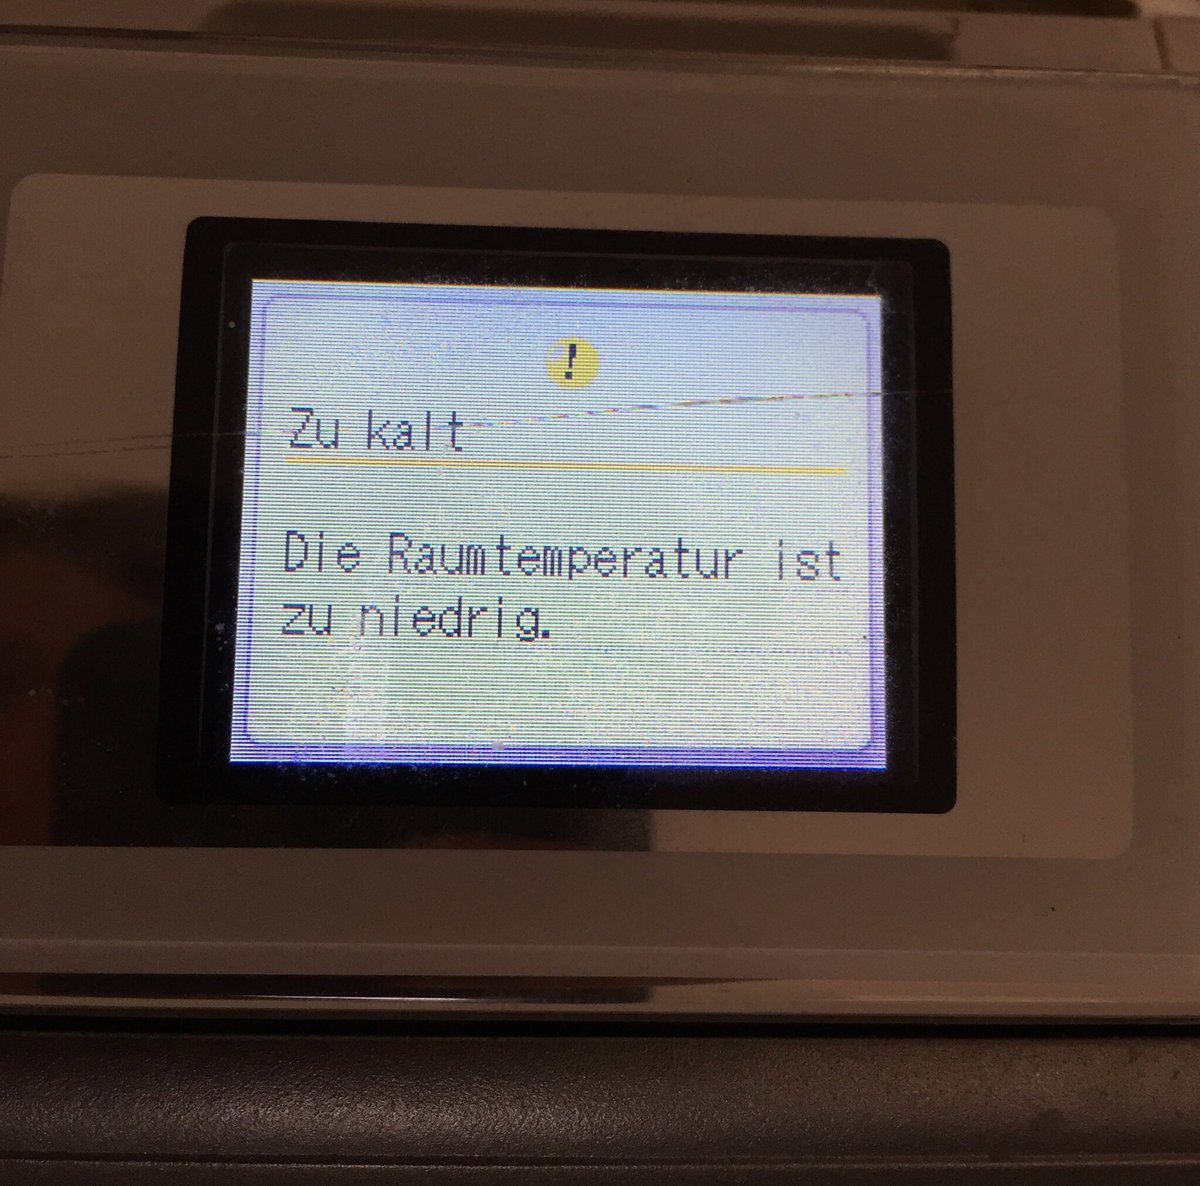 !
Zu kalt
Die Raumtemperatur ist
zu niedrig.